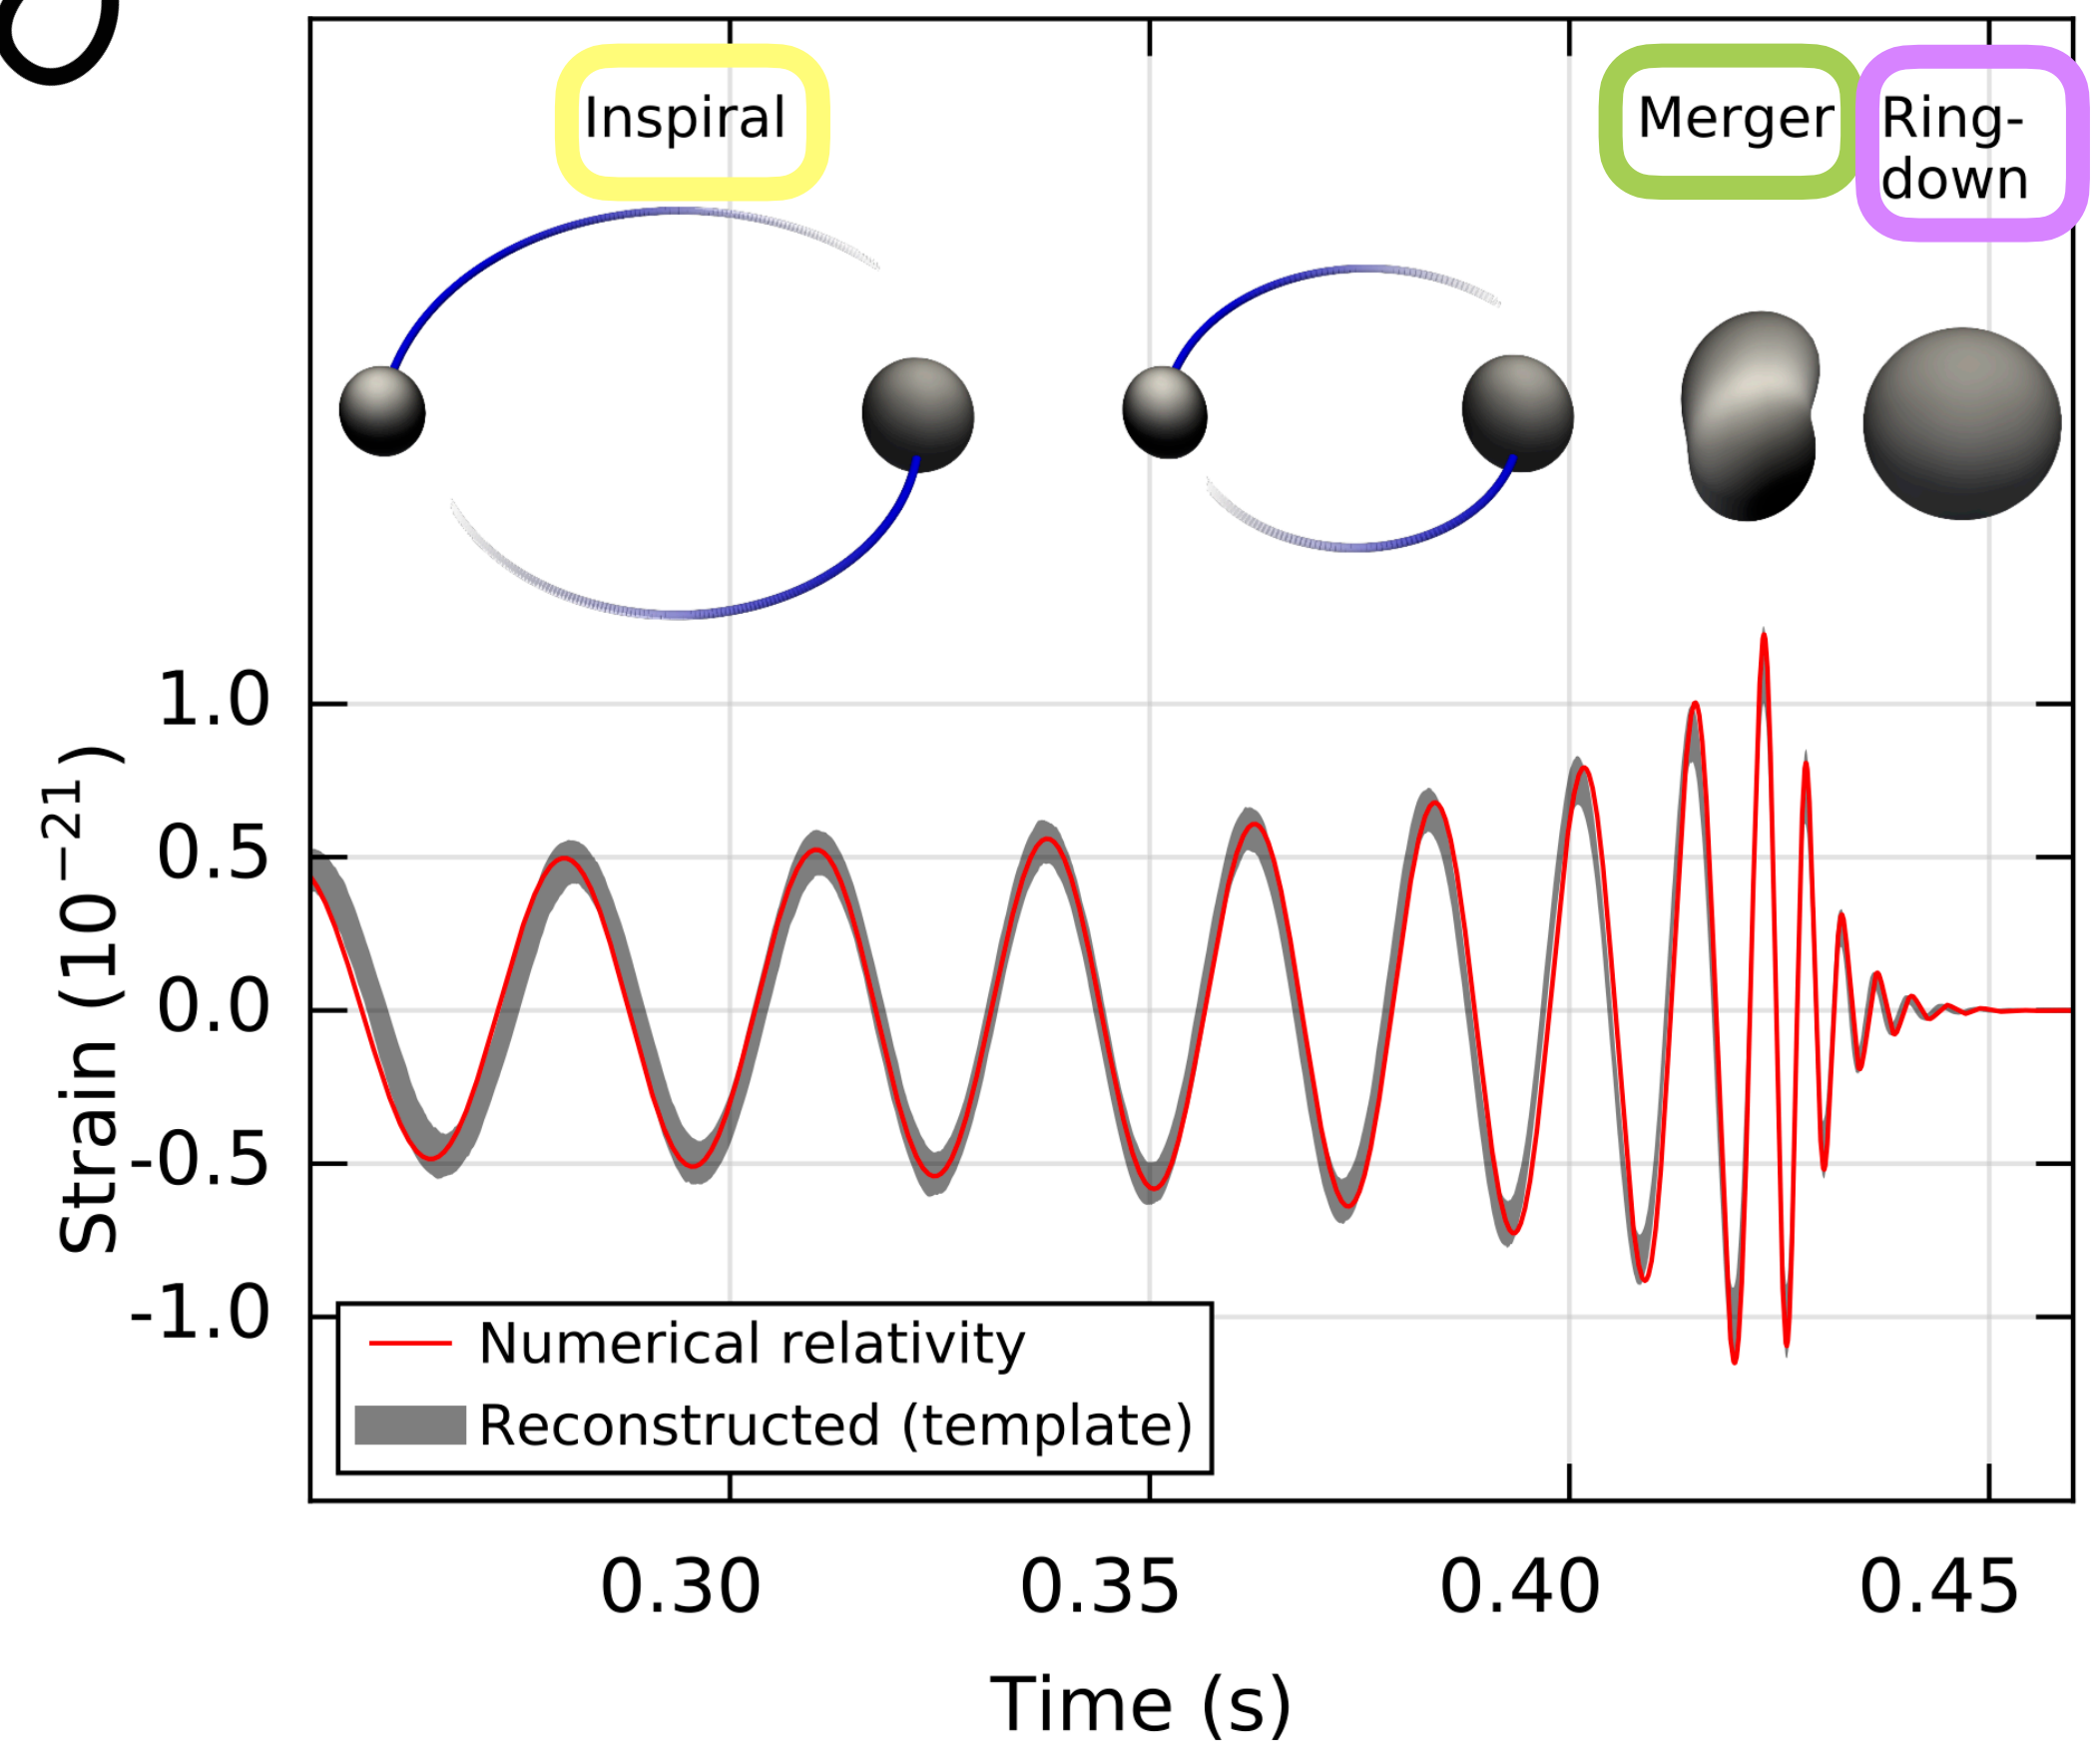 Inspiral
Merger
Ring-
down
1.0
0.5
0.0
-0.5
-1.0
Strain (10⁻²¹)
Numerical relativity
Reconstructed (template)
0.30
0.35
0.40
0.45
Time (s)